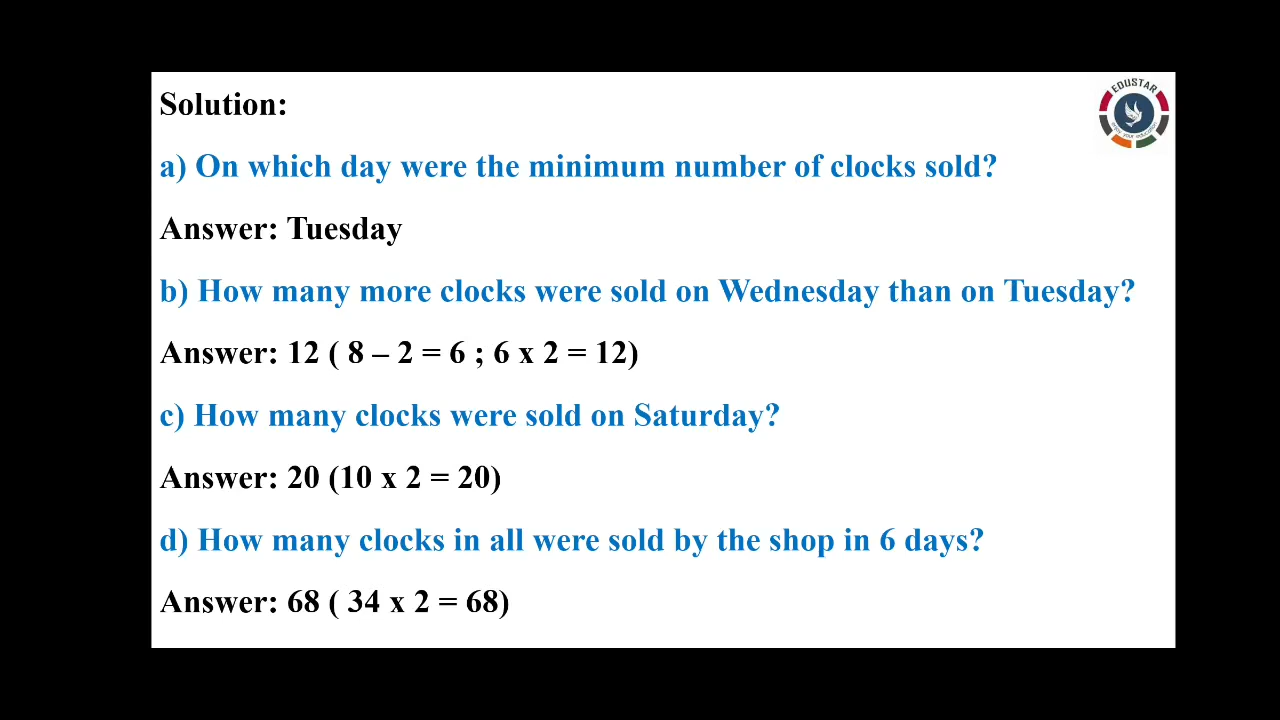 Solution:
EDUSTAR
enjoy your education
a) On which day were the minimum number of clocks sold?
Answer: Tuesday
b) How many more clocks were sold on Wednesday than on Tuesday?
Answer: 12 ( 8 – 2 = 6 ; 6 x 2 = 12)
c) How many clocks were sold on Saturday?
Answer: 20 (10 x 2 = 20)
d) How many clocks in all were sold by the shop in 6 days?
Answer: 68 ( 34 x 2 = 68)